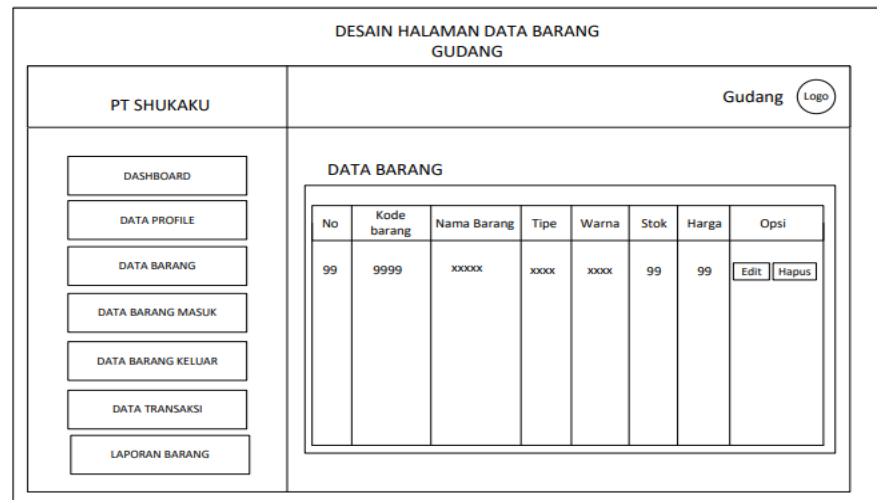 DESAIN HALAMAN DATA BARANG
GUDANG
PT SHUKAKU
Gudang
Logo
DASHBOARD
DATA PROFILE
DATA BARANG
DATA BARANG MASUK
DATA BARANG KELUAR
DATA TRANSAKSI
LAPORAN BARANG
DATA BARANG
No Kode barang Nama Barang Tipe Warna Stok Harga Opsi
99 9999 xxxxx xxxx xxxx 99 99 Edit Hapus